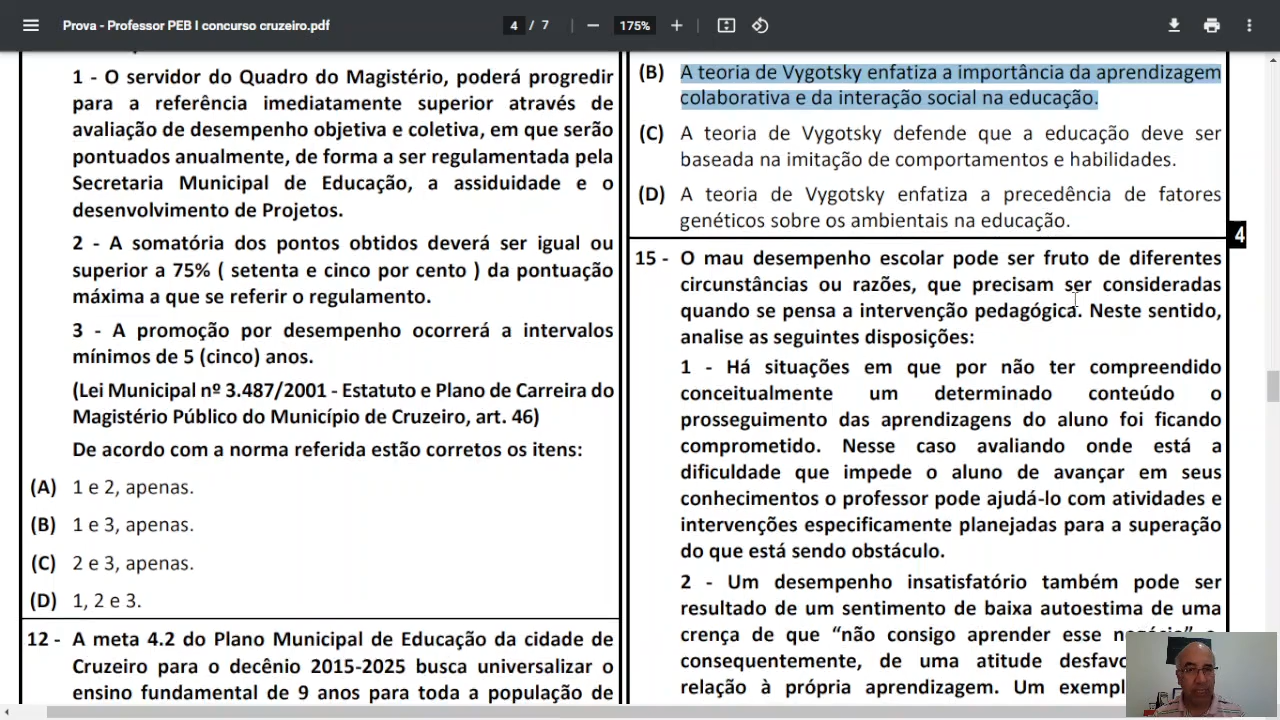 Prova - Professor PEB I concurso cruzeiro.pdf
4 / 7
175%
1 - O servidor do Quadro do Magistério, poderá progredir
para a referência imediatamente superior através de
avaliação de desempenho objetiva e coletiva, em que serão
pontuados anualmente, de forma a ser regulamentada pela
Secretaria Municipal de Educação, a assiduidade e o
desenvolvimento de Projetos.
2 - A somatória dos pontos obtidos deverá ser igual ou
superior a 75% ( setenta e cinco por cento ) da pontuação
máxima a que se referir o regulamento.
3 - A promoção por desempenho ocorrerá a intervalos
mínimos de 5 (cinco) anos.
(Lei Municipal nº 3.487/2001 - Estatuto e Plano de Carreira do
Magistério Público do Município de Cruzeiro, art. 46)
De acordo com a norma referida estão corretos os itens:
(A) 1 e 2, apenas.
(B) 1 e 3, apenas.
(C) 2 e 3, apenas.
(D) 1, 2 e 3.
12 - A meta 4.2 do Plano Municipal de Educação da cidade de
Cruzeiro para o decênio 2015-2025 busca universalizar o
ensino fundamental de 9 anos para toda a população de
(B) A teoria de Vygotsky enfatiza a importância da aprendizagem
colaborativa e da interação social na educação.
(C) A teoria de Vygotsky defende que a educação deve ser
baseada na imitação de comportamentos e habilidades.
(D) A teoria de Vygotsky enfatiza a precedência de fatores
genéticos sobre os ambientais na educação.
4
15 - O mau desempenho escolar pode ser fruto de diferentes
circunstâncias ou razões, que precisam ser consideradas
quando se pensa a intervenção pedagógica. Neste sentido,
analise as seguintes disposições:
1 - Há situações em que por não ter compreendido
conceitualmente um determinado conteúdo o
prosseguimento das aprendizagens do aluno foi ficando
comprometido. Nesse caso avaliando onde está a
dificuldade que impede o aluno de avançar em seus
conhecimentos o professor pode ajudá-lo com atividades e
intervenções especificamente planejadas para a superação
do que está sendo obstáculo.
2 - Um desempenho insatisfatório também pode ser
resultado de um sentimento de baixa autoestima de uma
crença de que "não consigo aprender esse
consequentemente, de uma atitude
relação à própria aprendizagem. Um